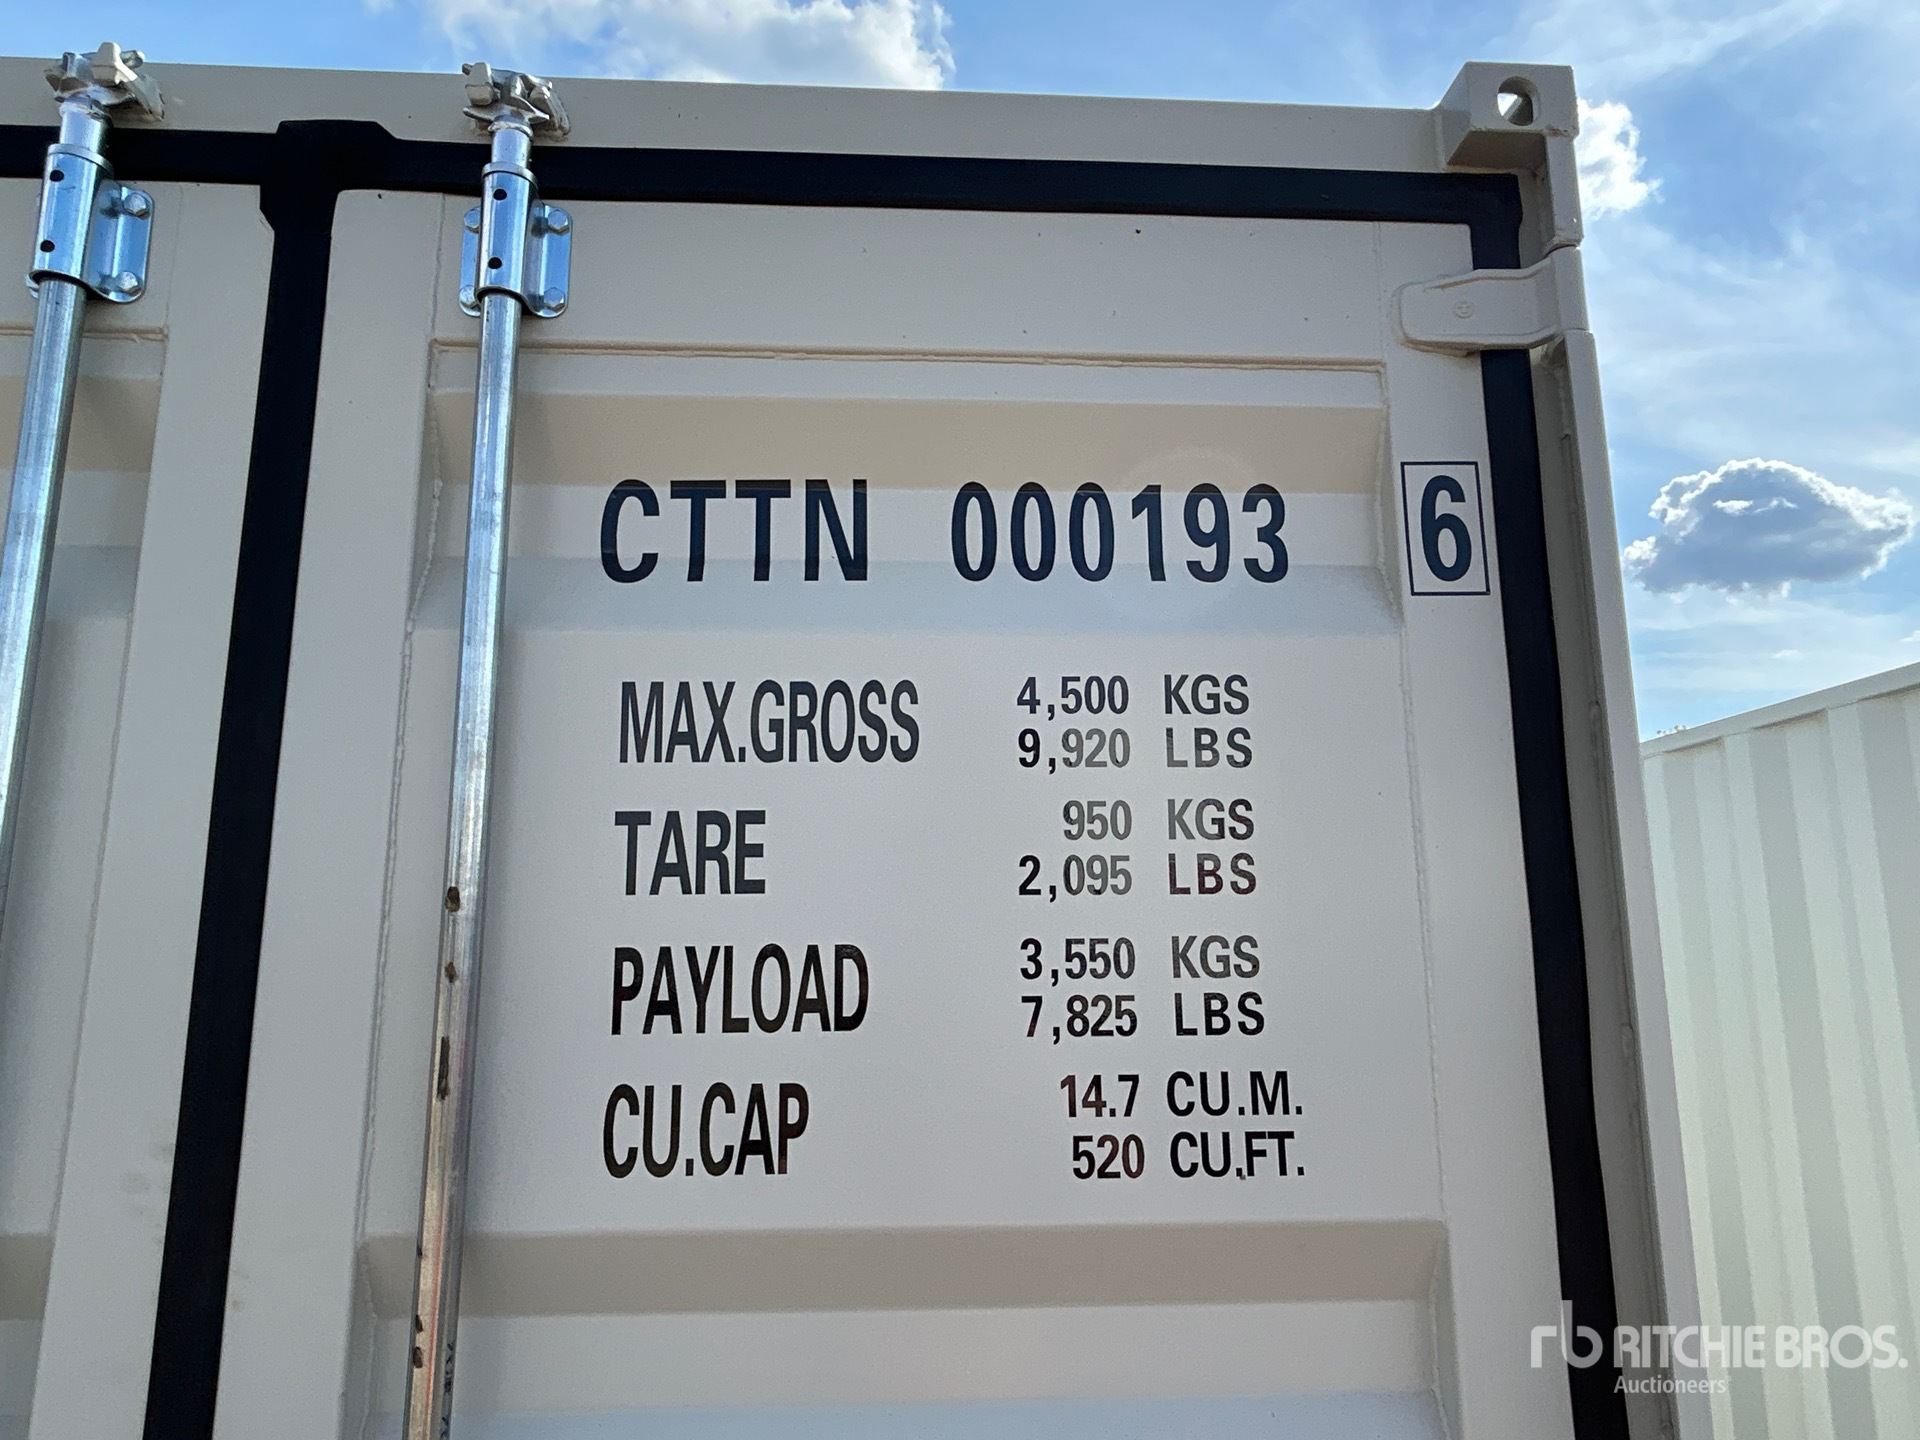 CTTN 000193 6
MAX.GROSS 4,500 KGS
9,920 LBS
TARE 950 KGS
2,095 LBS
PAYLOAD 3,550 KGS
7,825 LBS
CU.CAP 14.7 CU.M.
520 CU.FT.
rb RITCHIE BROS.
Auctioneers